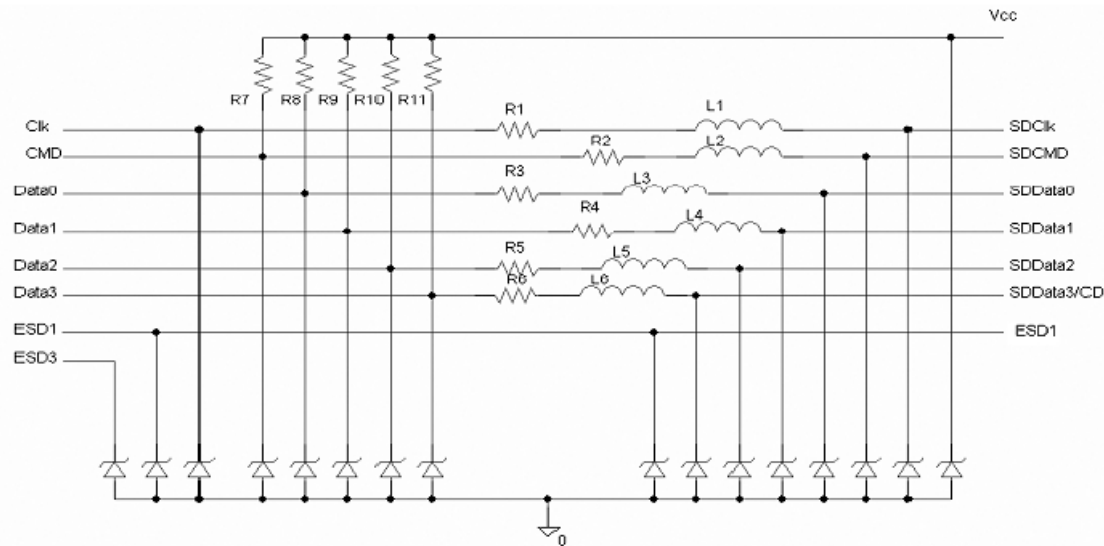 Vcc
R7 R8 R9 R10 R11
Clk R1 L1 SDClk
CMD R2 L2 SDCMD
Data0 R3 L3 SDData0
Data1 R4 L4 SDData1
Data2 R5 L5 SDData2
Data3 R6 L6 SDData3/CD
ESD1 ESD1
ESD3
0